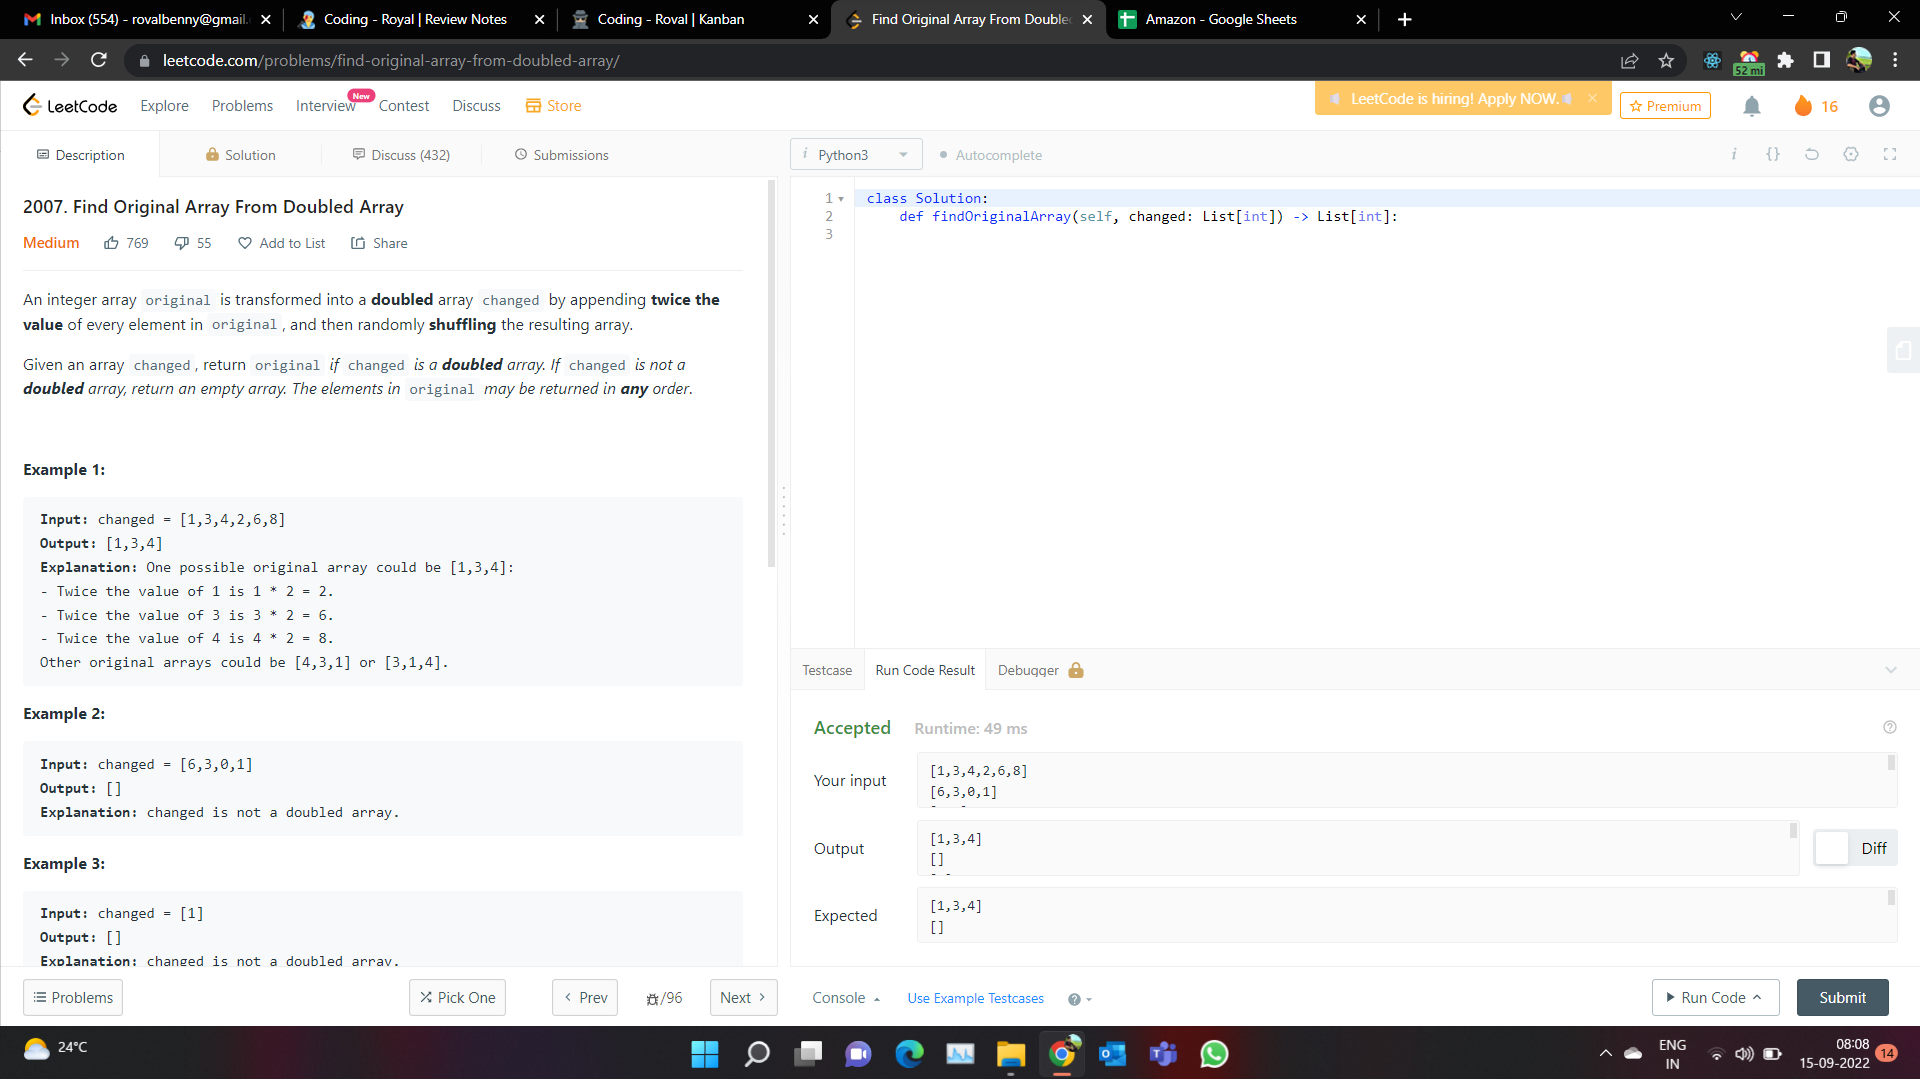 Inbox (554) - rovalbenny@gmail.
Coding - Royal | Review Notes
Coding - Roval | Kanban
Find Original Array From Double
Amazon - Google Sheets
leetcode.com/problems/find-original-array-from-doubled-array/
52 mi
LeetCode
Explore
Problems
Interview
New
Contest
Discuss
Store
LeetCode is hiring! Apply NOW.
Premium
16
Description
Solution
Discuss (432)
Submissions
i Python3
Autocomplete
i {}
2007. Find Original Array From Doubled Array
Medium 769 55 Add to List Share
An integer array original is transformed into a doubled array changed by appending twice the
value of every element in original , and then randomly shuffling the resulting array.
Given an array changed , return original if changed is a doubled array. If changed is not a
doubled array, return an empty array. The elements in original may be returned in any order.
Example 1:
Input: changed = [1,3,4,2,6,8]
Output: [1,3,4]
Explanation: One possible original array could be [1,3,4]:
- Twice the value of 1 is 1 * 2 = 2.
- Twice the value of 3 is 3 * 2 = 6.
- Twice the value of 4 is 4 * 2 = 8.
Other original arrays could be [4,3,1] or [3,1,4].
Example 2:
Input: changed = [6,3,0,1]
Output: []
Explanation: changed is not a doubled array.
Example 3:
Input: changed = [1]
Output: []
Explanation: changed is not a doubled array.
1 class Solution:
2 def findOriginalArray(self, changed: List[int]) -> List[int]:
3
Testcase
Run Code Result
Debugger
Accepted Runtime: 49 ms
Your input
[1,3,4,2,6,8]
[6,3,0,1]
Output
[1,3,4]
[]
Diff
Expected
[1,3,4]
[]
Problems
Pick One
Prev
/96
Next
Console
Use Example Testcases
Run Code
Submit
24°C
ENG
IN
08:08
15-09-2022
14